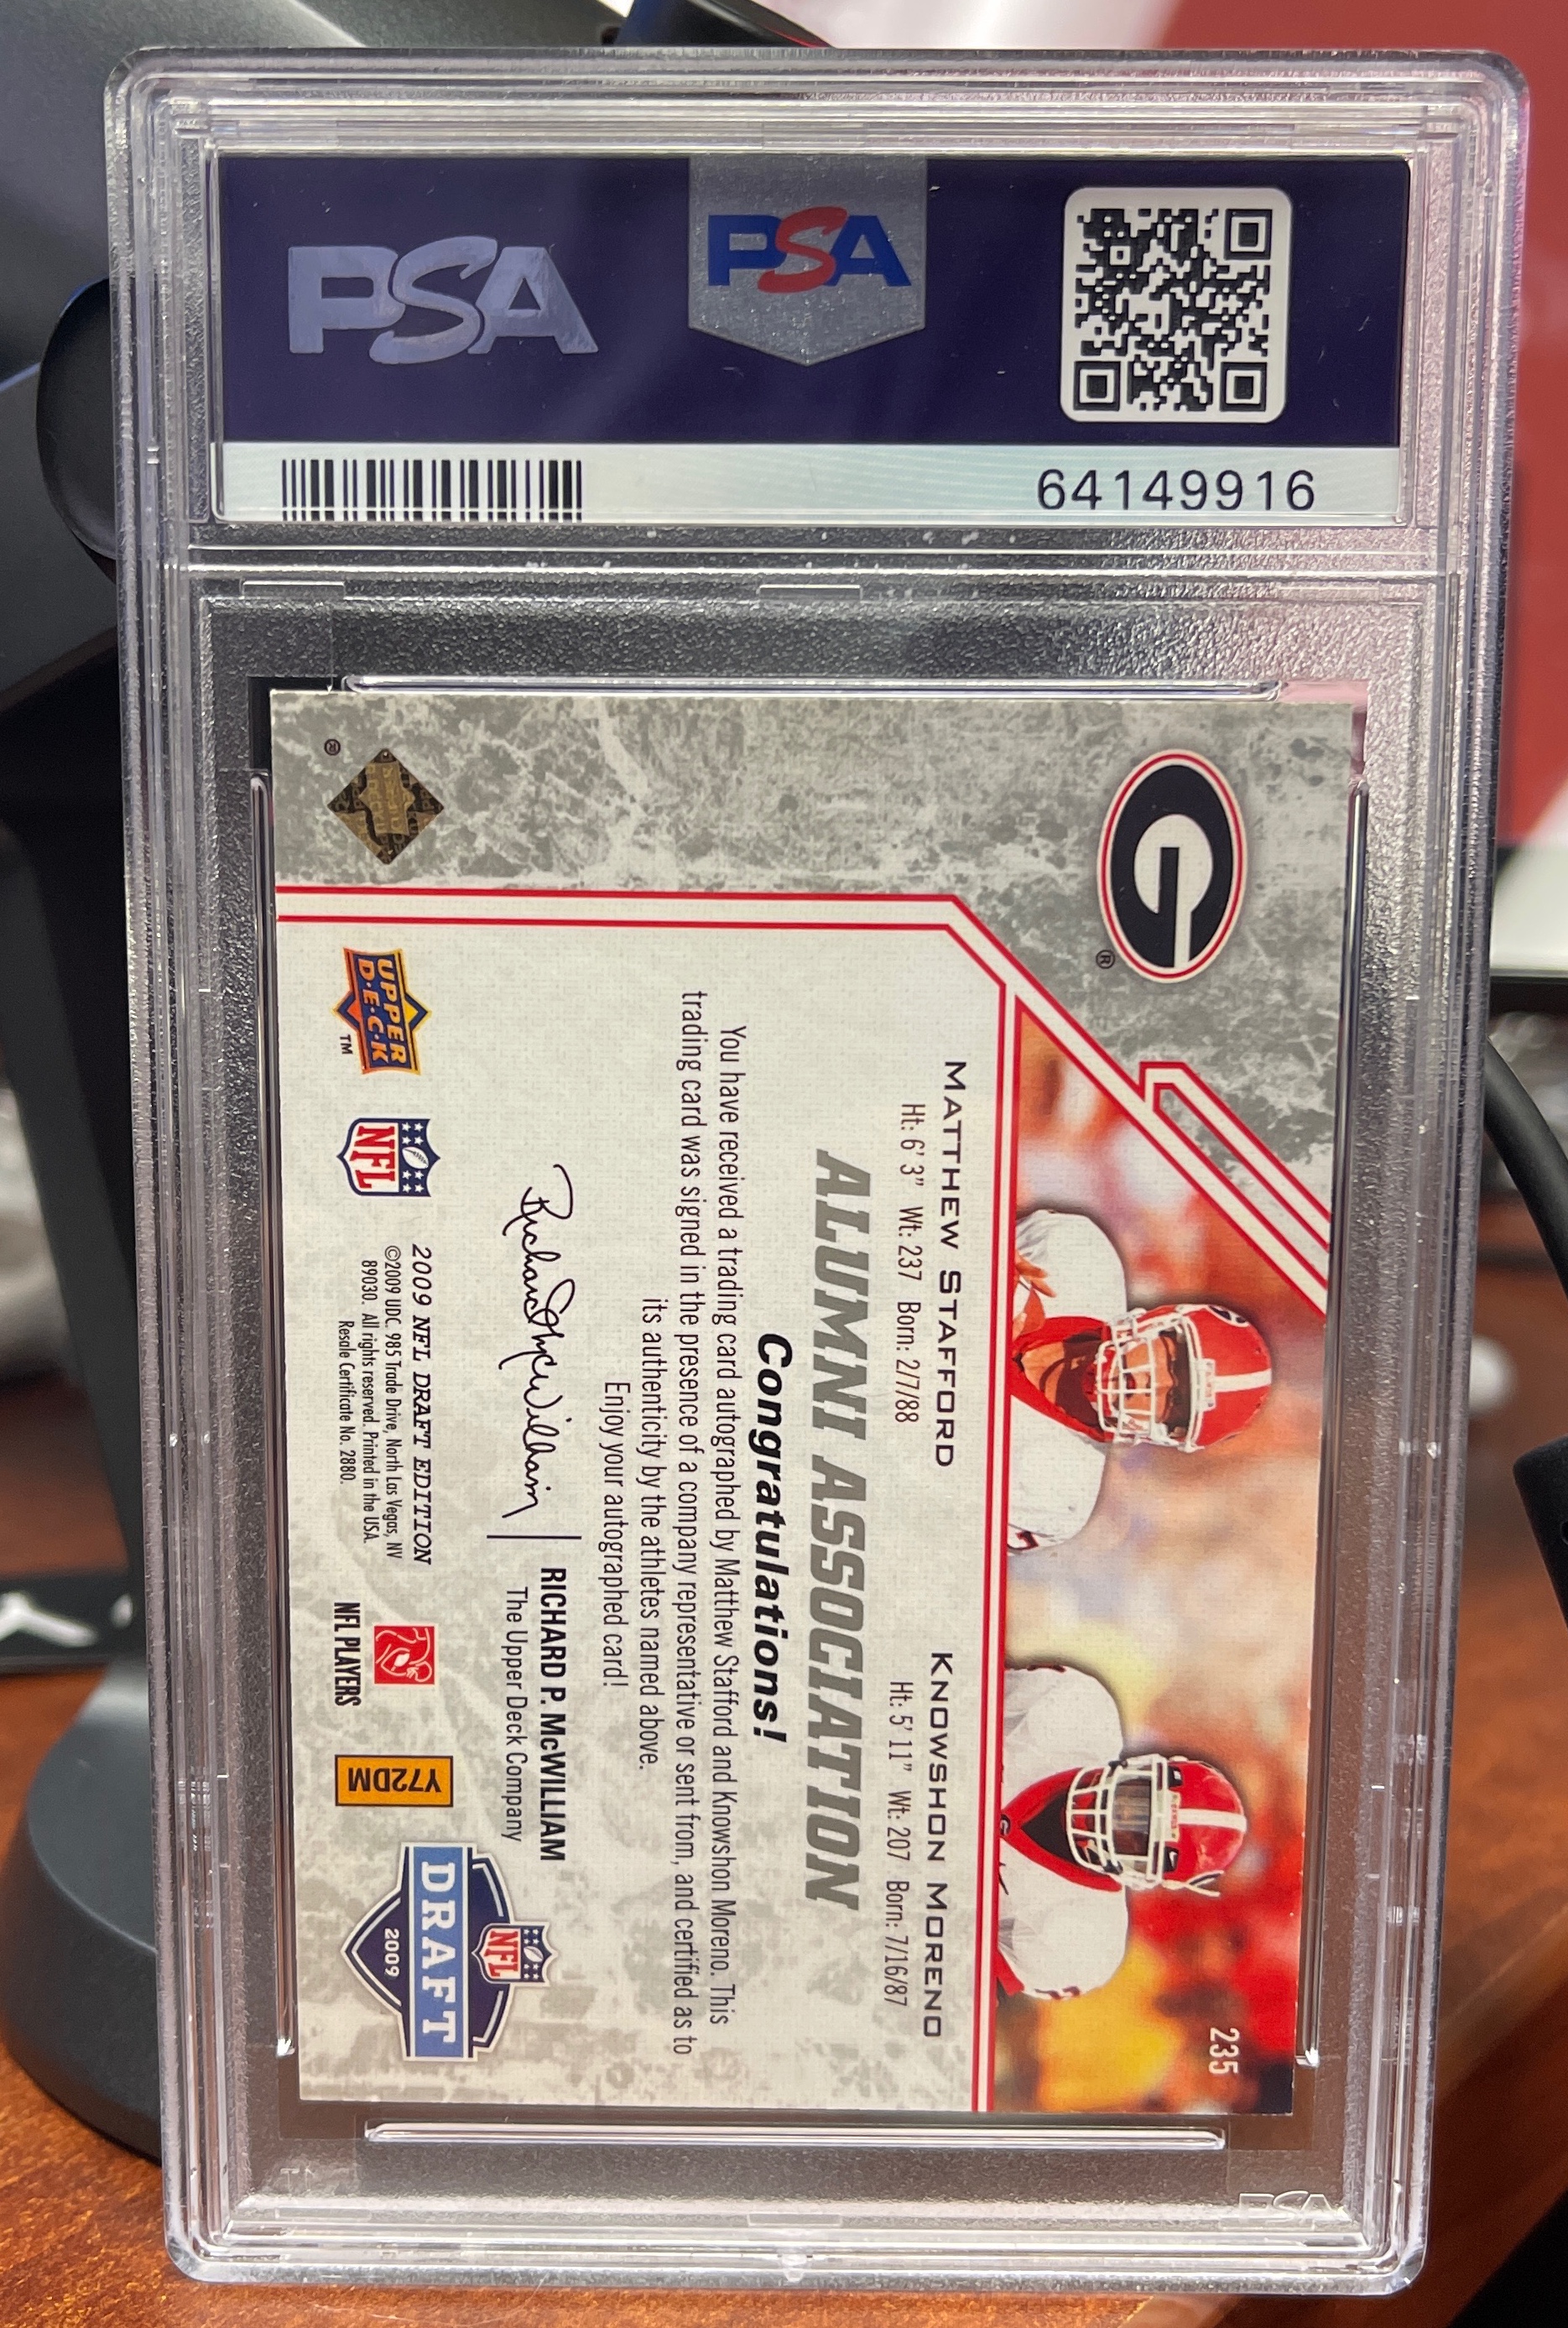 PSA
PSA
64149916
G
®
®
235
MATTHEW STAFFORD
Ht: 6' 3" Wt: 237 Born: 2/7/88
KNOWSHON MORENO
Ht: 5' 11" Wt: 207 Born: 7/16/87
ALUMNI ASSOCIATION
Congratulations!
You have received a trading card autographed by Matthew Stafford and Knowshon Moreno. This
trading card was signed in the presence of a company representative or sent from, and certified as to
its authenticity by the athletes named above.
Enjoy your autographed card!
Richard P. McWilliam
RICHARD P. McWILLIAM
The Upper Deck Company
UPPER
D·E·C·K
TM
NFL
2009 NFL DRAFT EDITION
©2009 UDC. 985 Trade Drive, North Las Vegas, NV
89030. All rights reserved. Printed in the USA.
Resale Certificate No. 2880.
NFL PLAYERS
Y72DM
NFL
DRAFT
2009
PSA